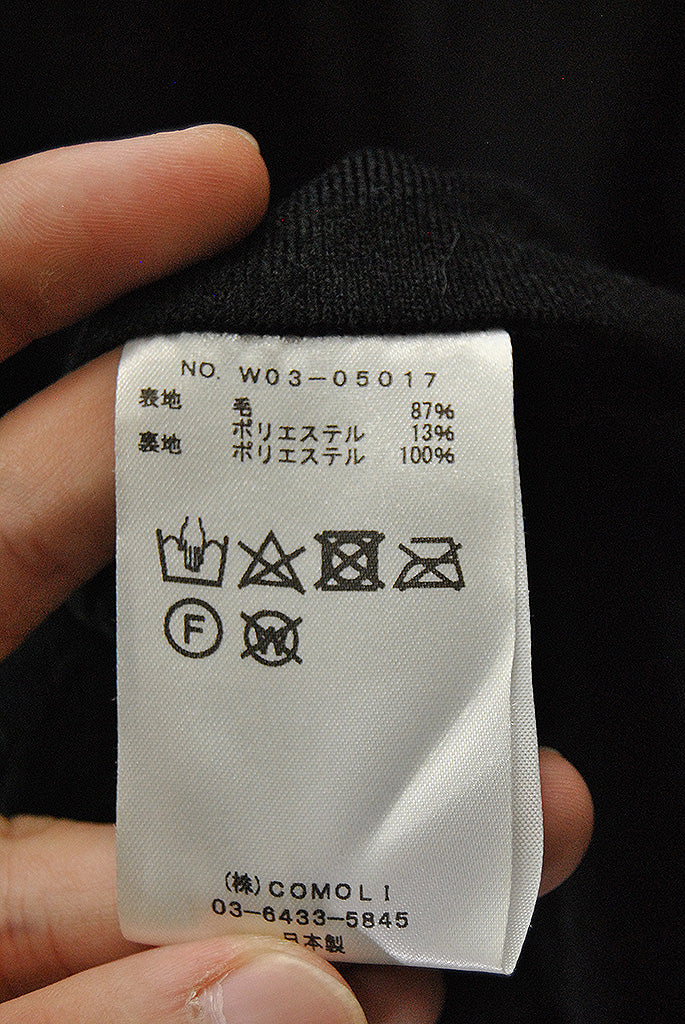 NO. W03-05017
表地 毛 87%
ポリエステル 13%
裏地 ポリエステル 100%
F
W
(株)COMOLI
03-6433-5845
日本製